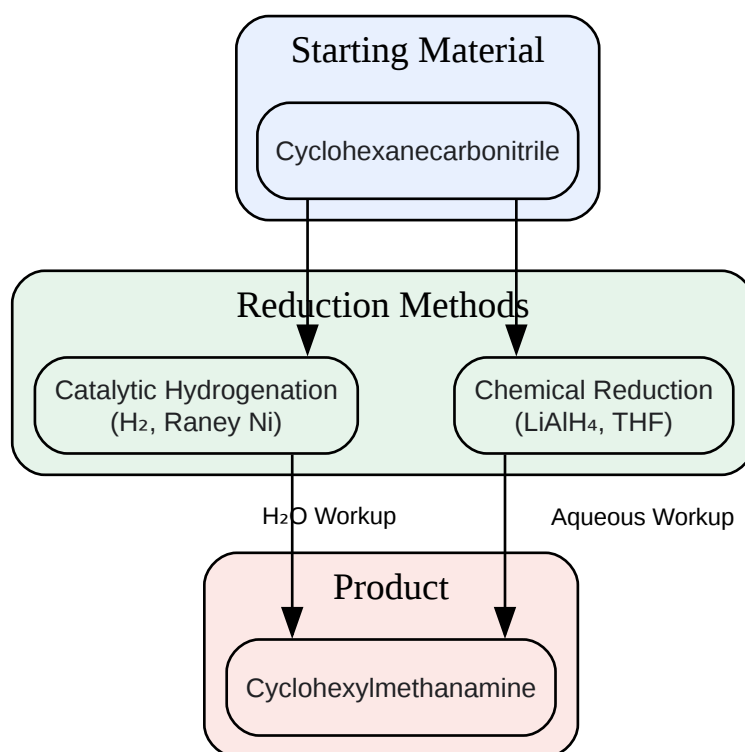 Starting Material
Cyclohexanecarbonitrile
Reduction Methods
Catalytic Hydrogenation
(H₂, Raney Ni)
Chemical Reduction
(LiAlH₄, THF)
H₂O Workup
Aqueous Workup
Product
Cyclohexylmethanamine